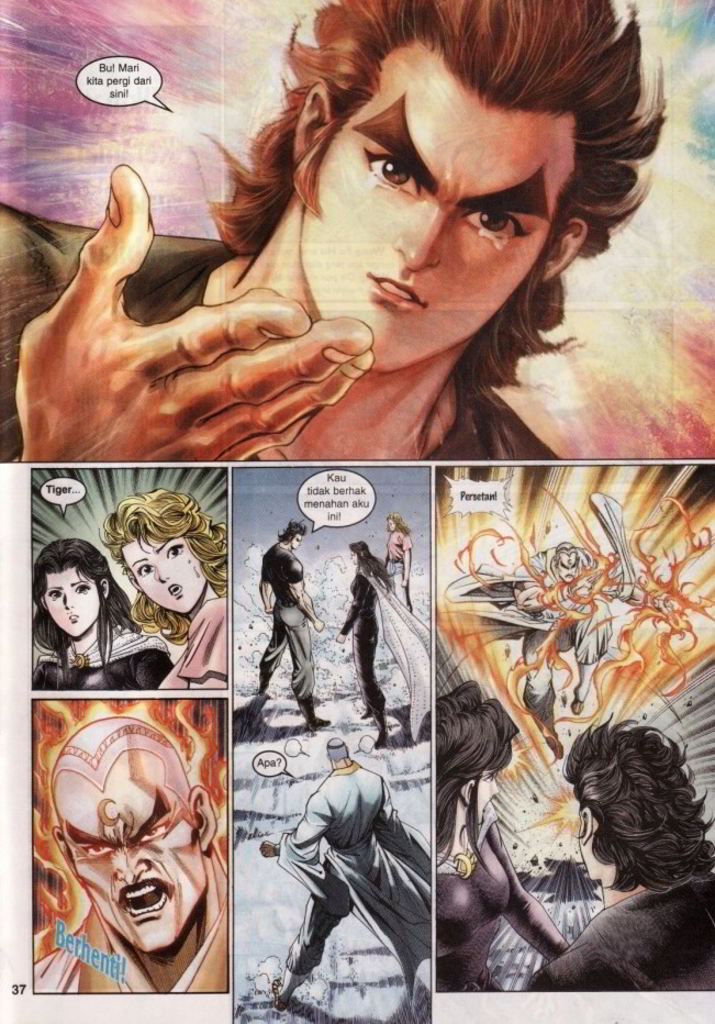 Bu! Mari
kita pergi dari
sini!
Tiger...
Berhenti!
Kau
tidak berhak
menahan aku
ini!
Apa?
Persetan!
37